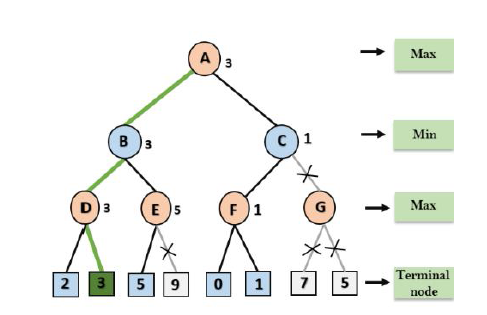 A 3 Max
B 3 C 1 Min
D 3 E 5 F 1 G Max
2 3 5 9 0 1 7 5 Terminal
node